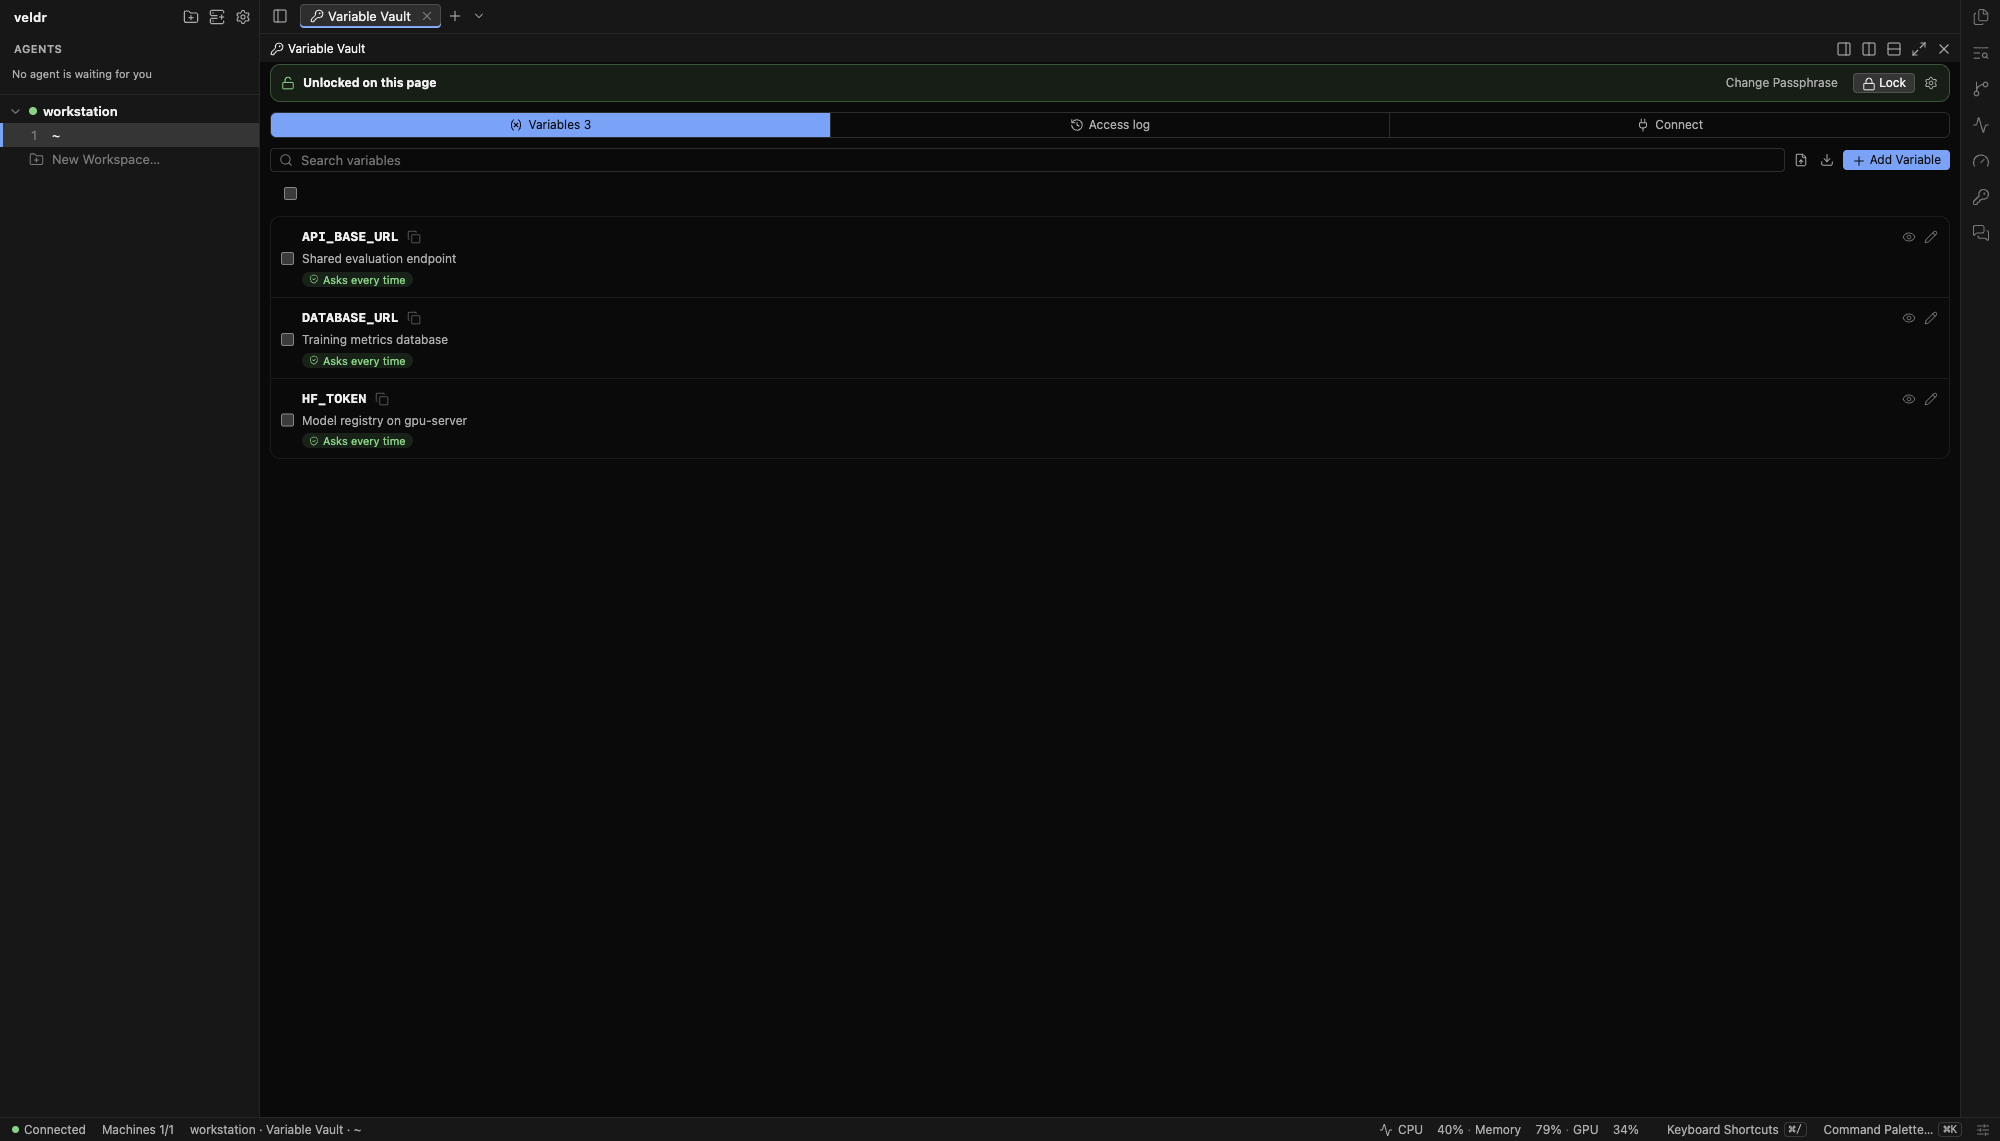 veldr
AGENTS
No agent is waiting for you
workstation
1 ~
New Workspace...
Variable Vault
Variable Vault
Unlocked on this page
Change Passphrase
Lock
Variables 3
Access log
Connect
Search variables
Add Variable
API_BASE_URL
Shared evaluation endpoint
Asks every time
DATABASE_URL
Training metrics database
Asks every time
HF_TOKEN
Model registry on gpu-server
Asks every time
Connected Machines 1/1 workstation · Variable Vault · ~ CPU 40% · Memory 79% · GPU 34% Keyboard Shortcuts ⌘/ Command Palette... ⌘K